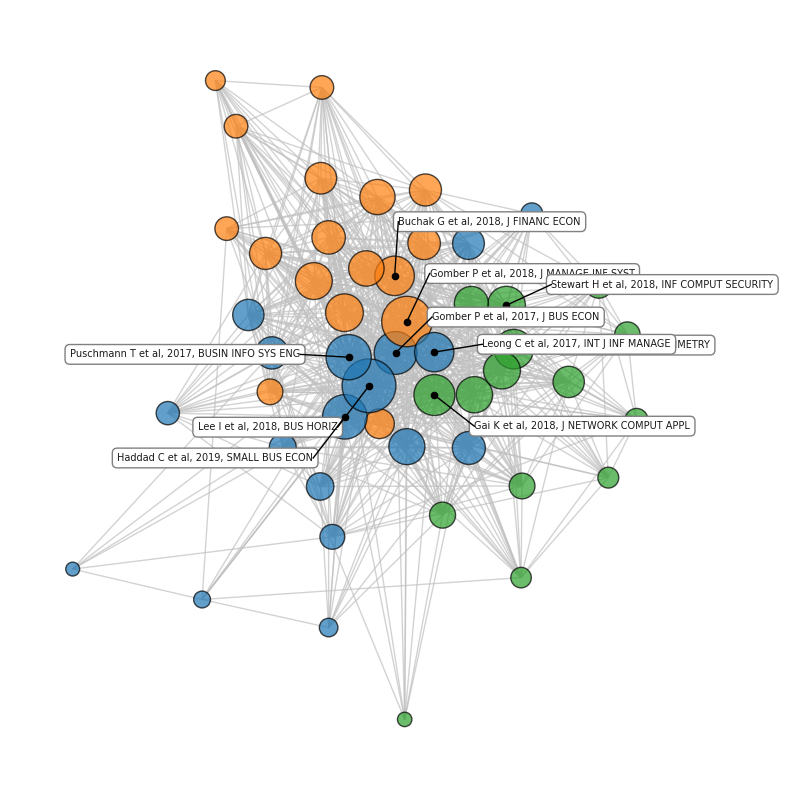 Buchak G et al, 2018, J FINANC ECON
Gomber P et al, 2018, J MANAGE INF SYST
Stewart H et al, 2018, INF COMPUT SECURITY
Gomber P et al, 2017, J BUS ECON
Leong C et al, 2017, INT J INF MANAGE
METRY
Puschmann T et al, 2017, BUSIN INFO SYS ENG
Lee I et al, 2018, BUS HORIZ
Gai K et al, 2018, J NETWORK COMPUT APPL
Haddad C et al, 2019, SMALL BUS ECON